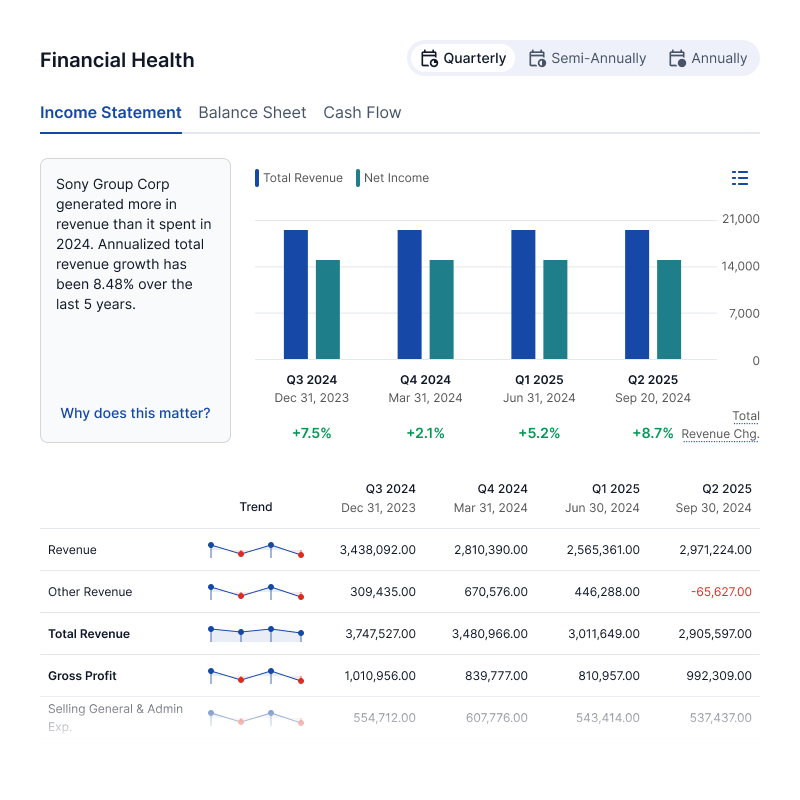 Financial Health
Quarterly
Semi-Annually
Annually
Income Statement
Balance Sheet
Cash Flow
Sony Group Corp
generated more in
revenue than it spent in
2024. Annualized total
revenue growth has
been 8.48% over the
last 5 years.
Why does this matter?
Total Revenue
Net Income
21,000
14,000
7,000
0
Q3 2024 Q4 2024 Q1 2025 Q2 2025
Dec 31, 2023 Mar 31, 2024 Jun 31, 2024 Sep 20, 2024
Total
+7.5% +2.1% +5.2% +8.7% Revenue Chg.
Q3 2024 Q4 2024 Q1 2025 Q2 2025
Trend Dec 31, 2023 Mar 31, 2024 Jun 30, 2024 Sep 30, 2024
Revenue 3,438,092.00 2,810,390.00 2,565,361.00 2,971,224.00
Other Revenue 309,435.00 670,576.00 446,288.00 -65,627.00
Total Revenue 3,747,527.00 3,480,966.00 3,011,649.00 2,905,597.00
Gross Profit 1,010,956.00 839,777.00 810,957.00 992,309.00
Selling General & Admin
Exp. 554,712.00 607,776.00 543,414.00 537,437.00